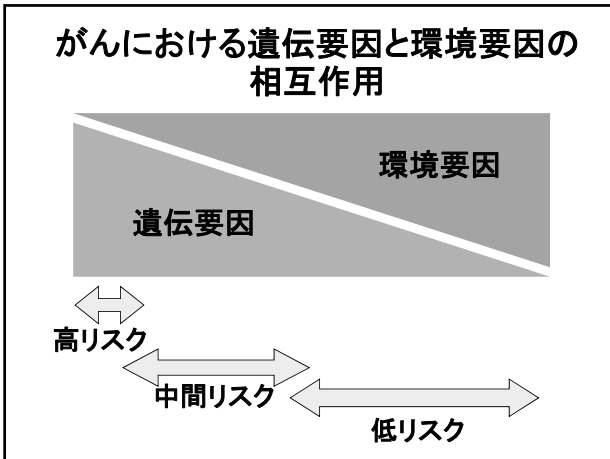 がんにおける遺伝要因と環境要因の
相互作用
環境要因
遺伝要因
高リスク
中間リスク
低リスク